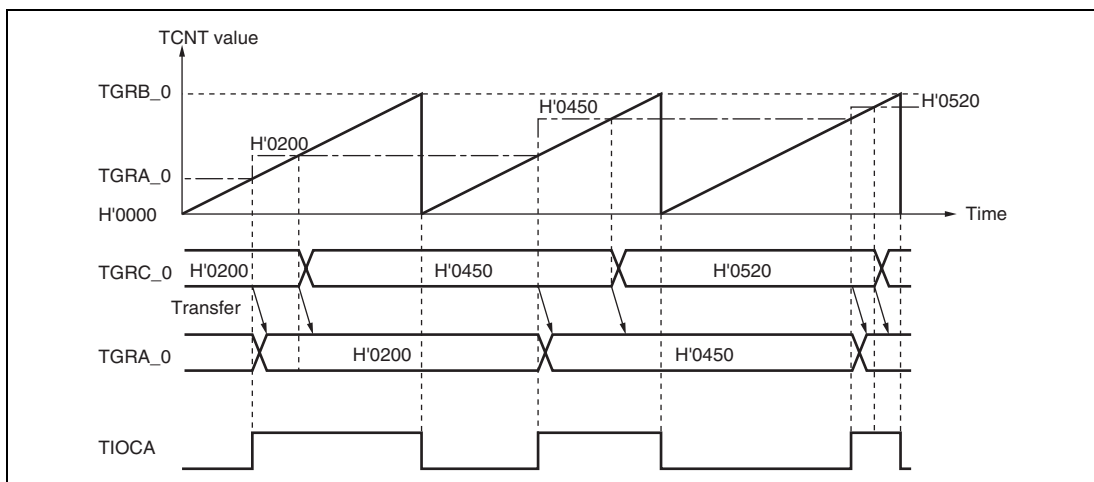 TCNT value
TGRB_0
H'0520
H'0450
H'0200
TGRA_0
H'0000
Time
TGRC_0
H'0200
H'0450
H'0520
Transfer
TGRA_0
H'0200
H'0450
TIOCA